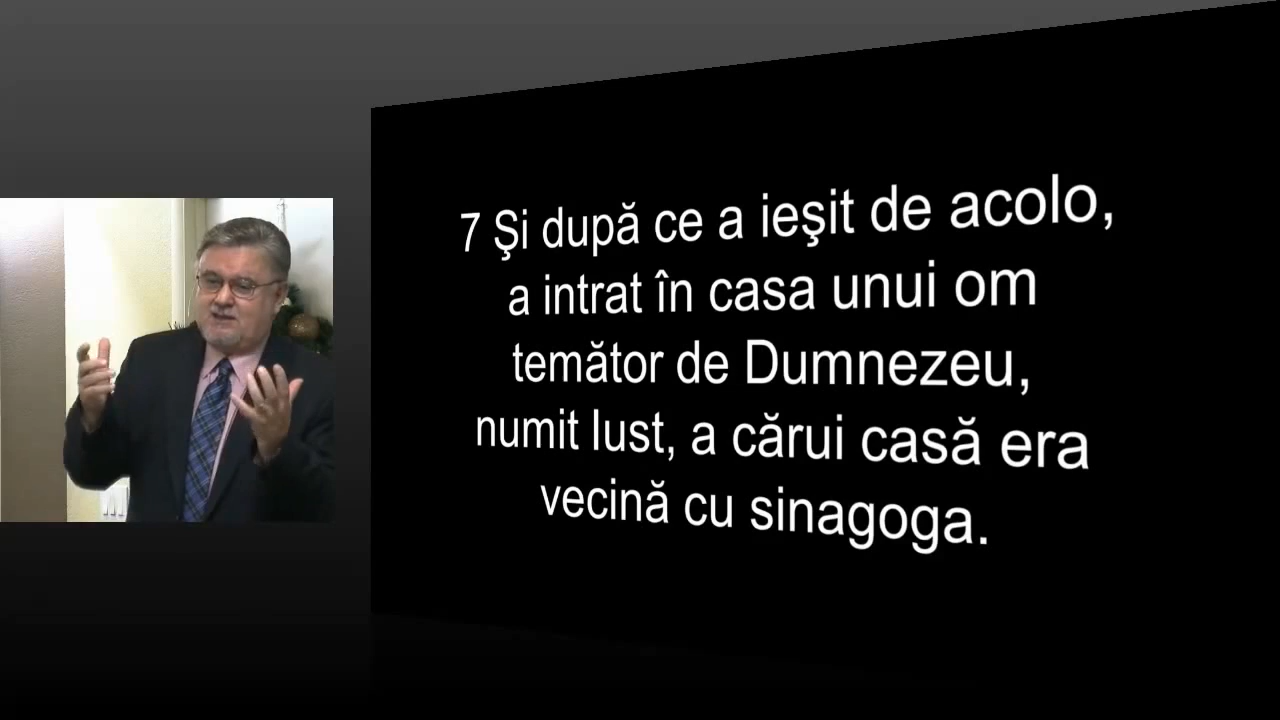 7 Şi după ce a ieşit de acolo,
a intrat în casa unui om
temător de Dumnezeu,
numit Iust, a cărui casă era
vecină cu sinagoga.